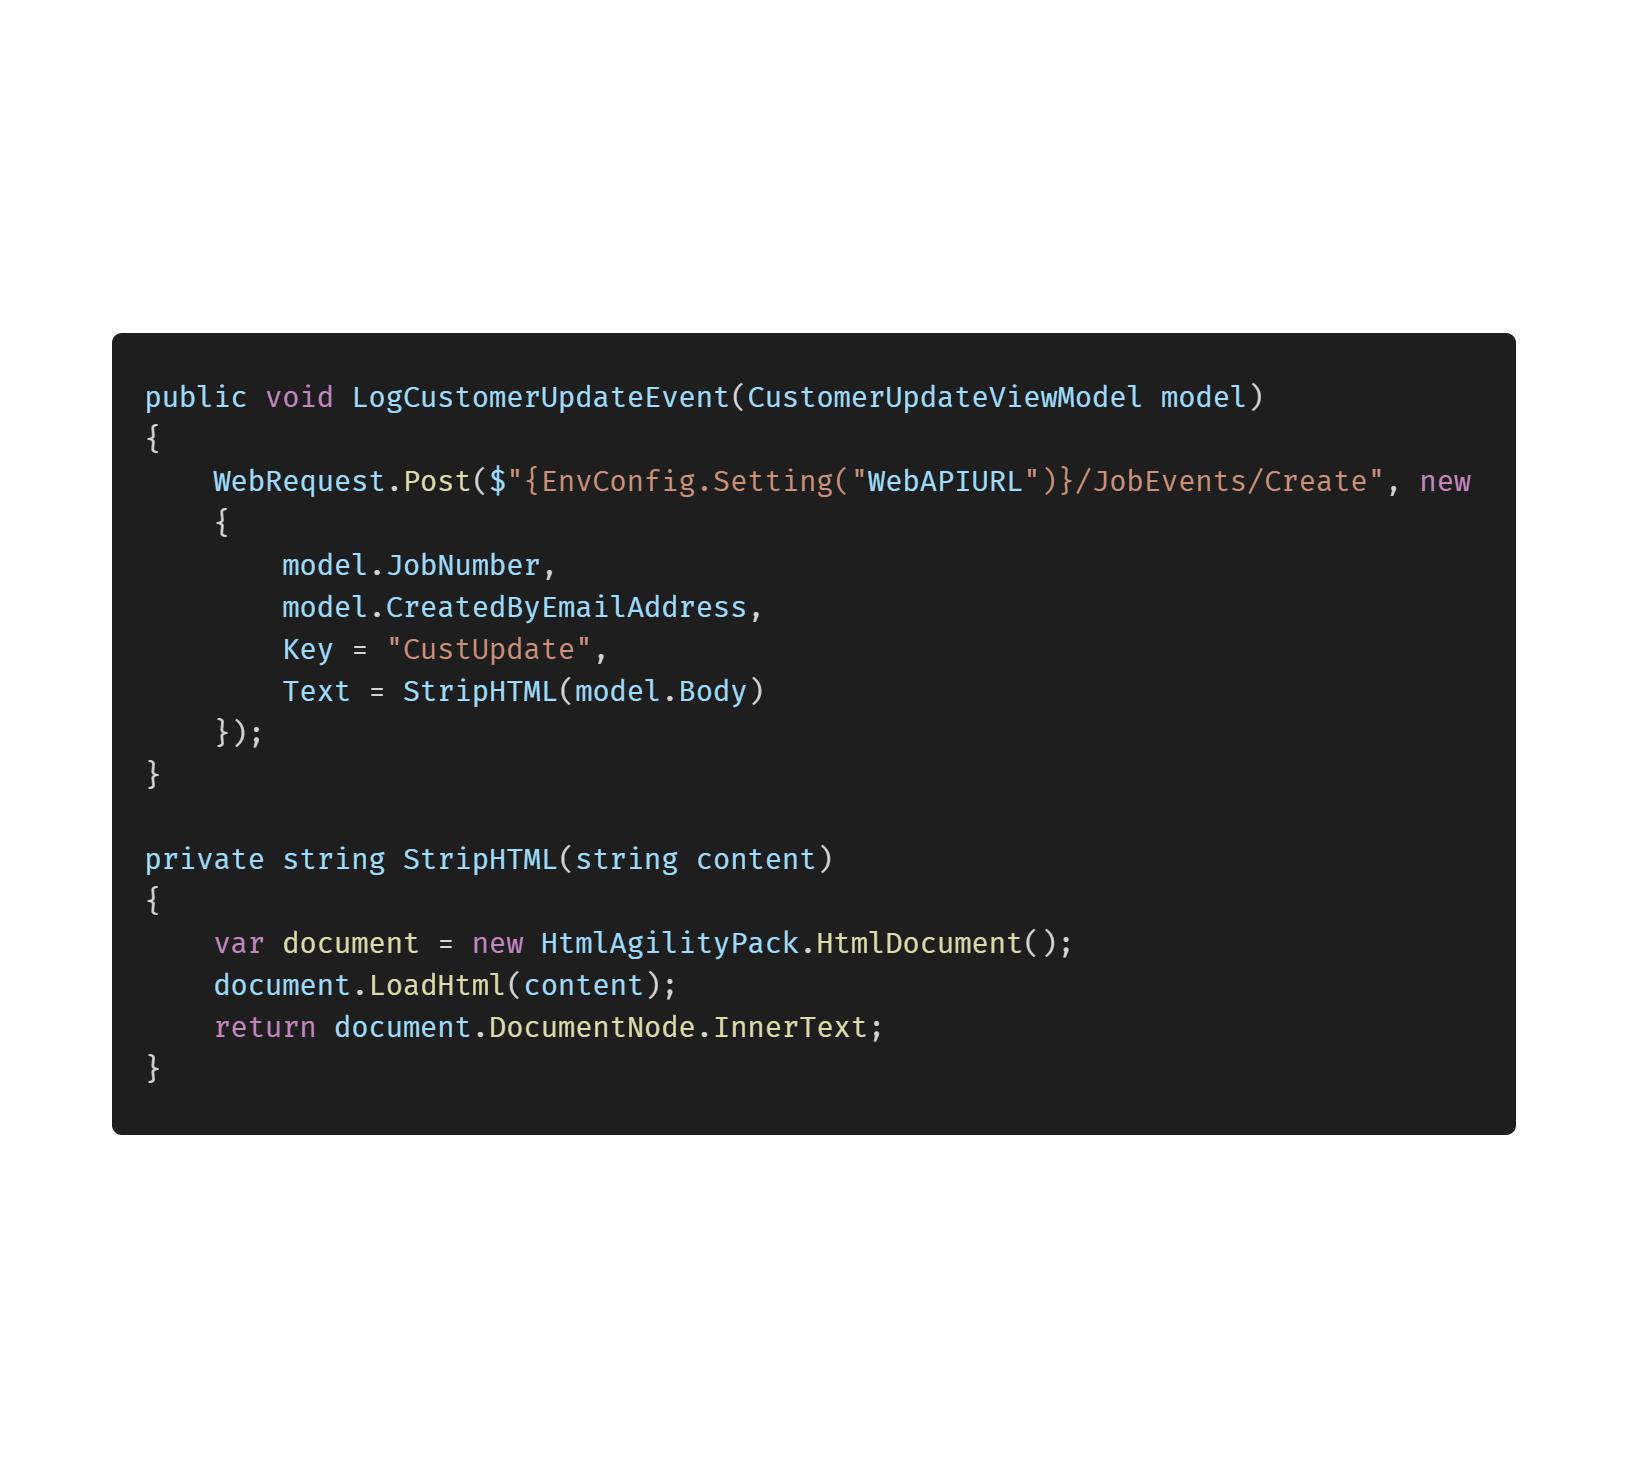 public void LogCustomerUpdateEvent(CustomerUpdateViewModel model)
{
    WebRequest.Post($"{EnvConfig.Setting("WebAPIURL")}/JobEvents/Create", new
    {
        model.JobNumber,
        model.CreatedByEmailAddress,
        Key = "CustUpdate",
        Text = StripHTML(model.Body)
    });
}

private string StripHTML(string content)
{
    var document = new HtmlAgilityPack.HtmlDocument();
    document.LoadHtml(content);
    return document.DocumentNode.InnerText;
}